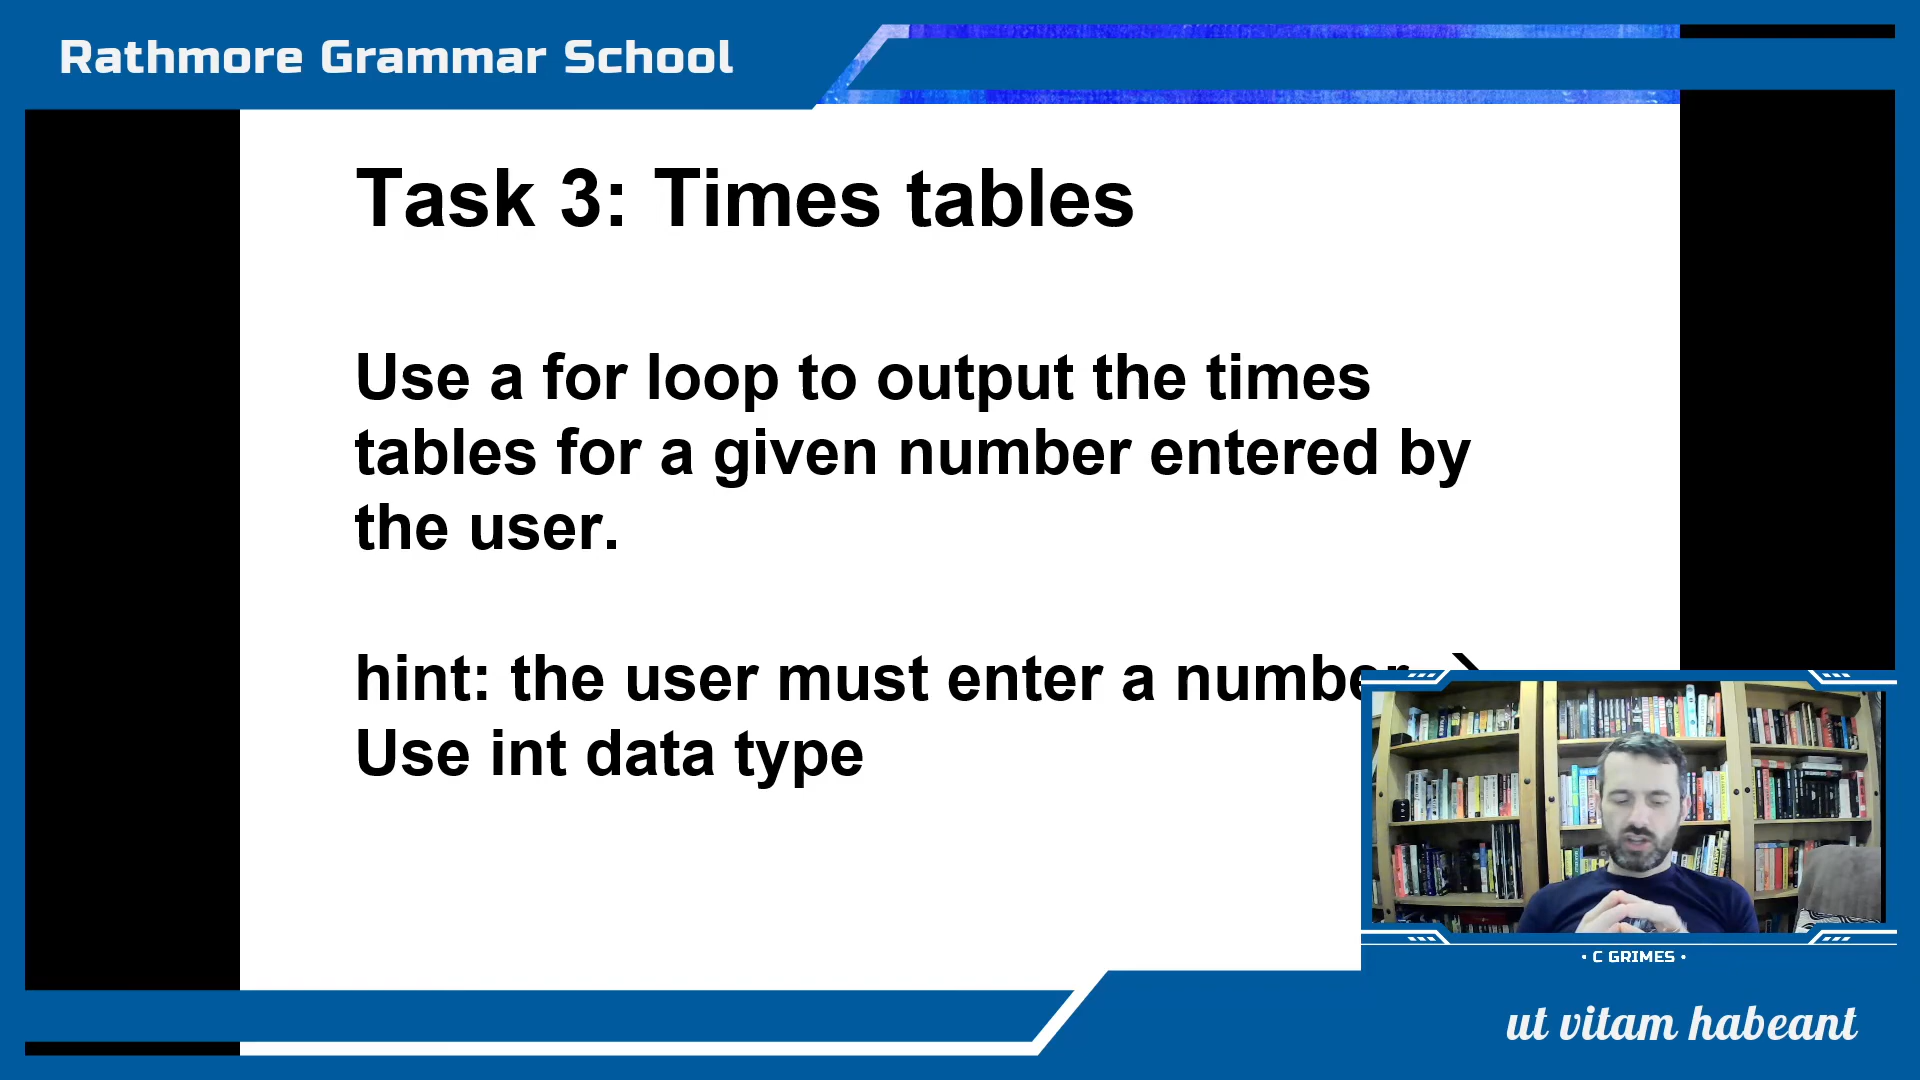 Rathmore Grammar School
Task 3: Times tables
Use a for loop to output the times
tables for a given number entered by
the user.
hint: the user must enter a number →
Use int data type
• C GRIMES •
ut vitam habeant